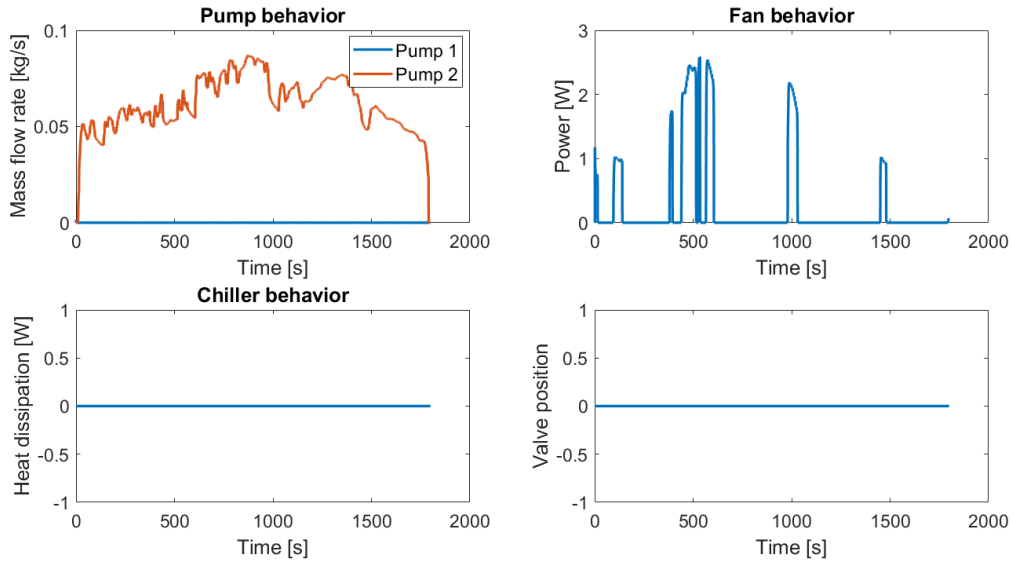 Pump behavior
Mass flow rate [kg/s]
0.1
0.05
0
Pump 1
Pump 2
0 500 1000 1500 2000
Time [s]
Fan behavior
Power [W]
3
2
1
0
0 500 1000 1500 2000
Time [s]
Chiller behavior
Heat dissipation [W]
1
0.5
0
-0.5
-1
0 500 1000 1500 2000
Time [s]
Valve position
1
0.5
0
-0.5
-1
0 500 1000 1500 2000
Time [s]